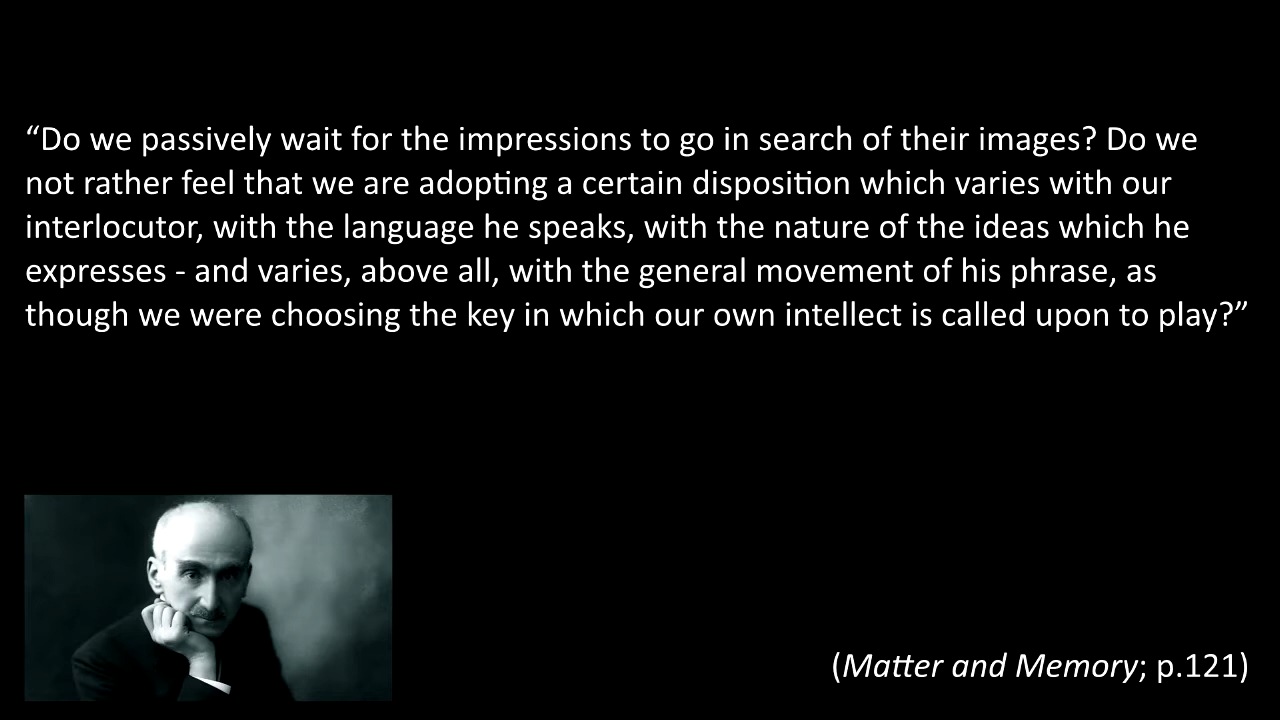 “Do we passively wait for the impressions to go in search of their images? Do we
not rather feel that we are adopting a certain disposition which varies with our
interlocutor, with the language he speaks, with the nature of the ideas which he
expresses - and varies, above all, with the general movement of his phrase, as
though we were choosing the key in which our own intellect is called upon to play?”
(Matter and Memory; p.121)